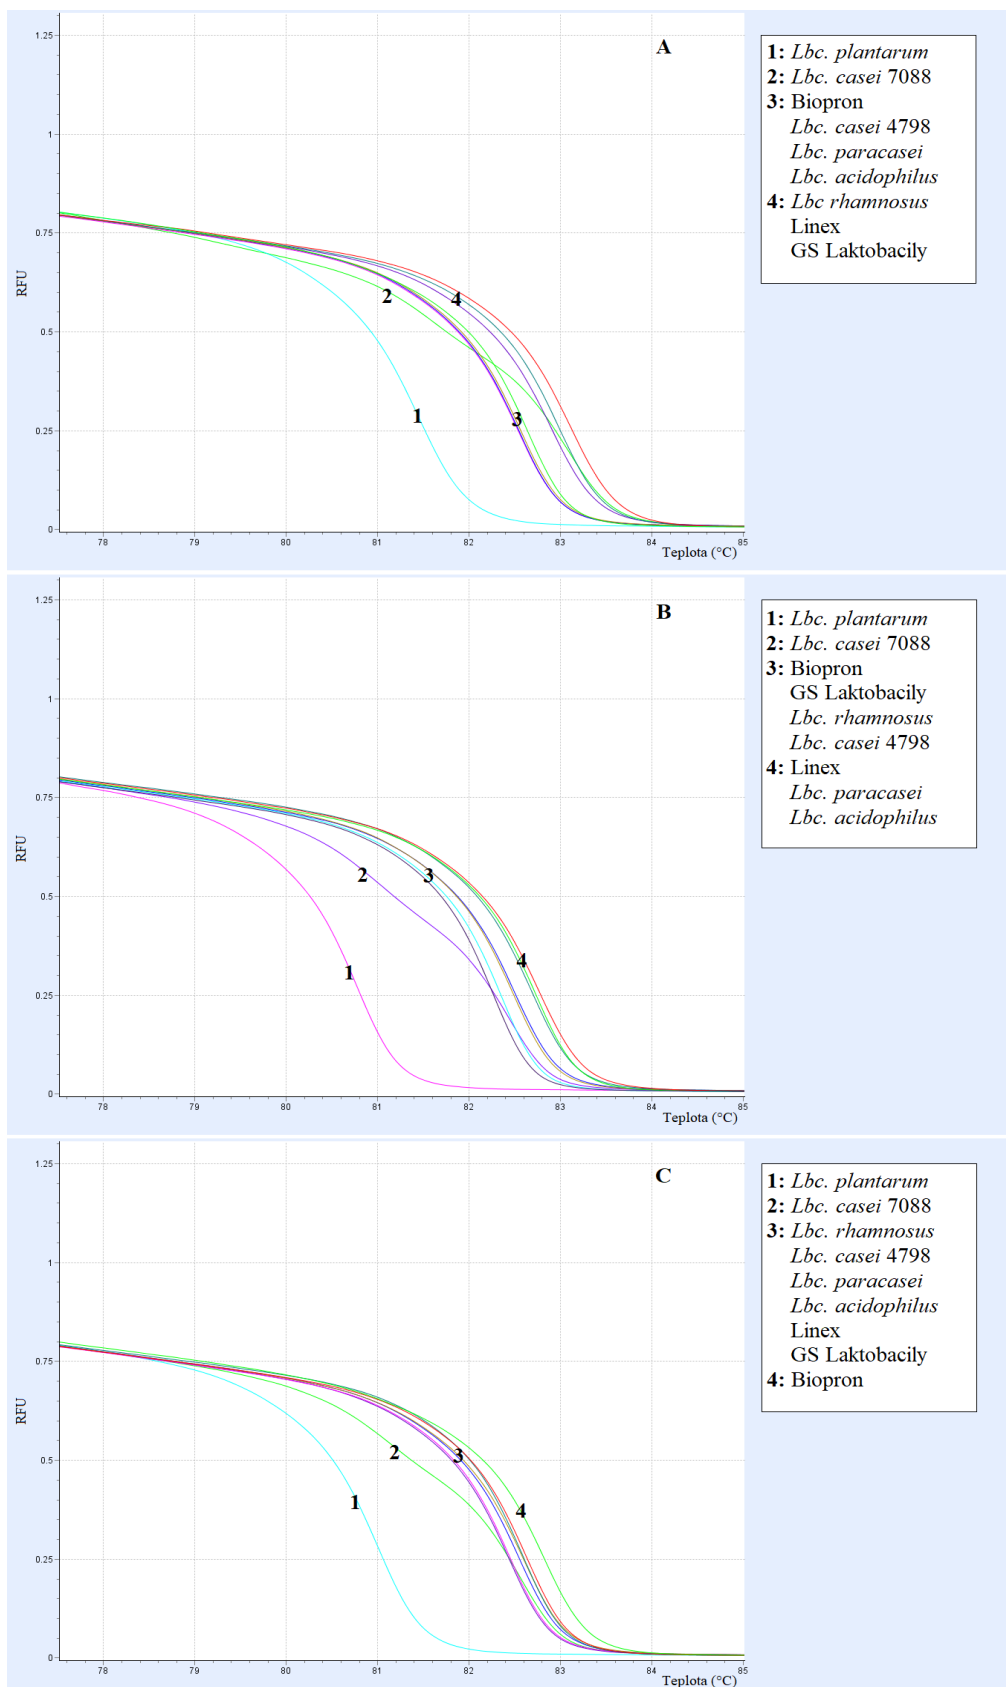 A
1.25
1
0.75
0.5
0.25
0
RFU
78
79
80
81
82
83
84
85
Teplota (°C)
1
2
3
4
1: Lbc. plantarum
2: Lbc. casei 7088
3: Biopron
Lbc. casei 4798
Lbc. paracasei
Lbc. acidophilus
4: Lbc rhamnosus
Linex
GS Laktobacily
B
1.25
1
0.75
0.5
0.25
0
RFU
78
79
80
81
82
83
84
85
Teplota (°C)
1
2
3
4
1: Lbc. plantarum
2: Lbc. casei 7088
3: Biopron
GS Laktobacily
Lbc. rhamnosus
Lbc. casei 4798
4: Linex
Lbc. paracasei
Lbc. acidophilus
C
1.25
1
0.75
0.5
0.25
0
RFU
78
79
80
81
82
83
84
85
Teplota (°C)
1
2
3
4
1: Lbc. plantarum
2: Lbc. casei 7088
3: Lbc. rhamnosus
Lbc. casei 4798
Lbc. paracasei
Lbc. acidophilus
Linex
GS Laktobacily
4: Biopron